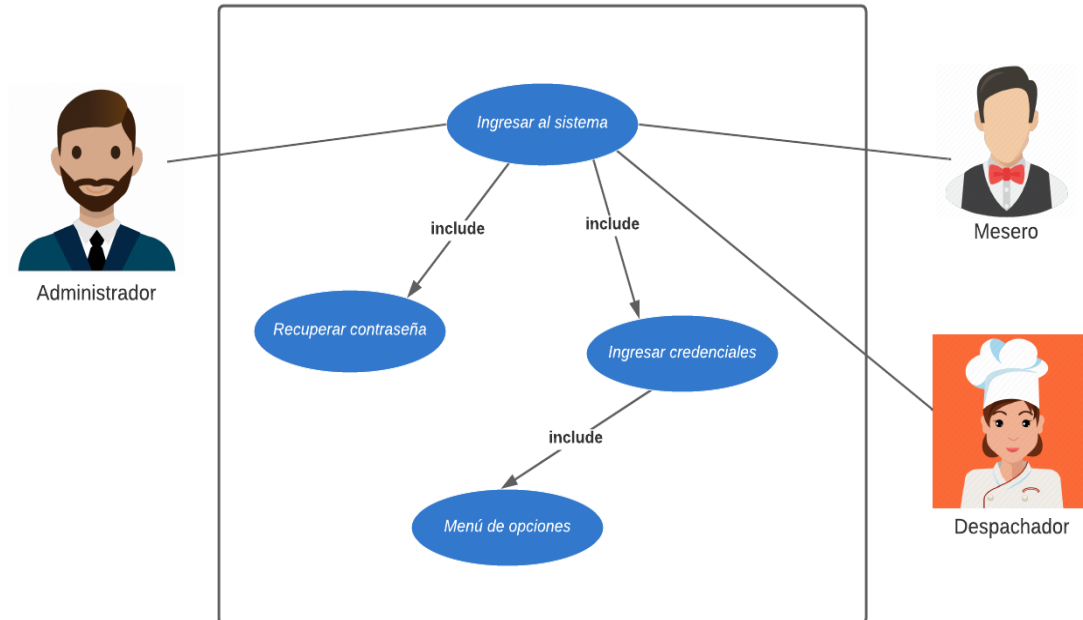 Ingresar al sistema
include
include
Mesero
Administrador
Recuperar contraseña
Ingresar credenciales
include
Menú de opciones
Despachador